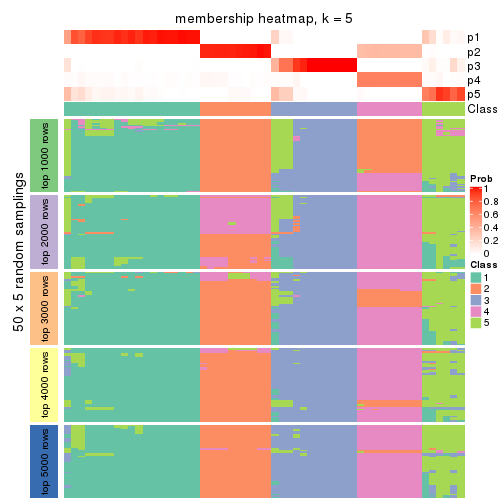 membership heatmap, k = 5
p1
p2
p3
p4
p5
Class
50 x 5 random samplings
top 1000 rows
top 2000 rows
top 3000 rows
top 4000 rows
top 5000 rows
Prob
1
0.8
0.6
0.4
0.2
0
Class
1
2
3
4
5